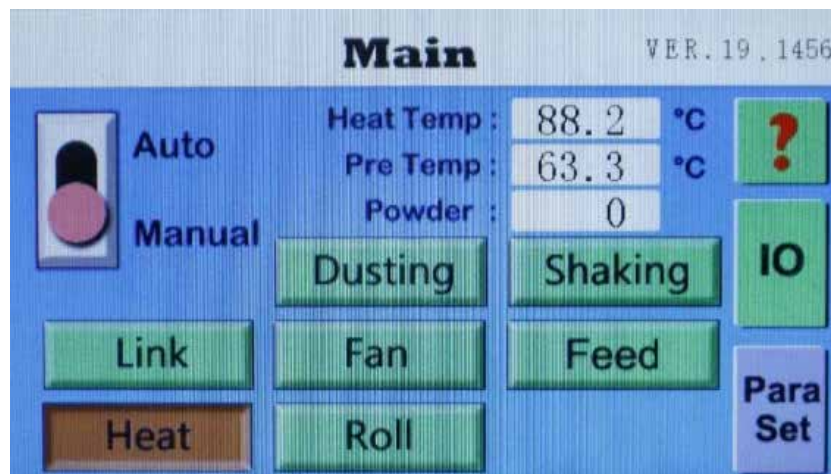 Main
VER.19.1456
Auto
Manual
Heat Temp : 88.2 °C
Pre Temp : 63.3 °C
Powder : 0
?
IO
Dusting
Shaking
Link
Fan
Feed
Para
Set
Heat
Roll